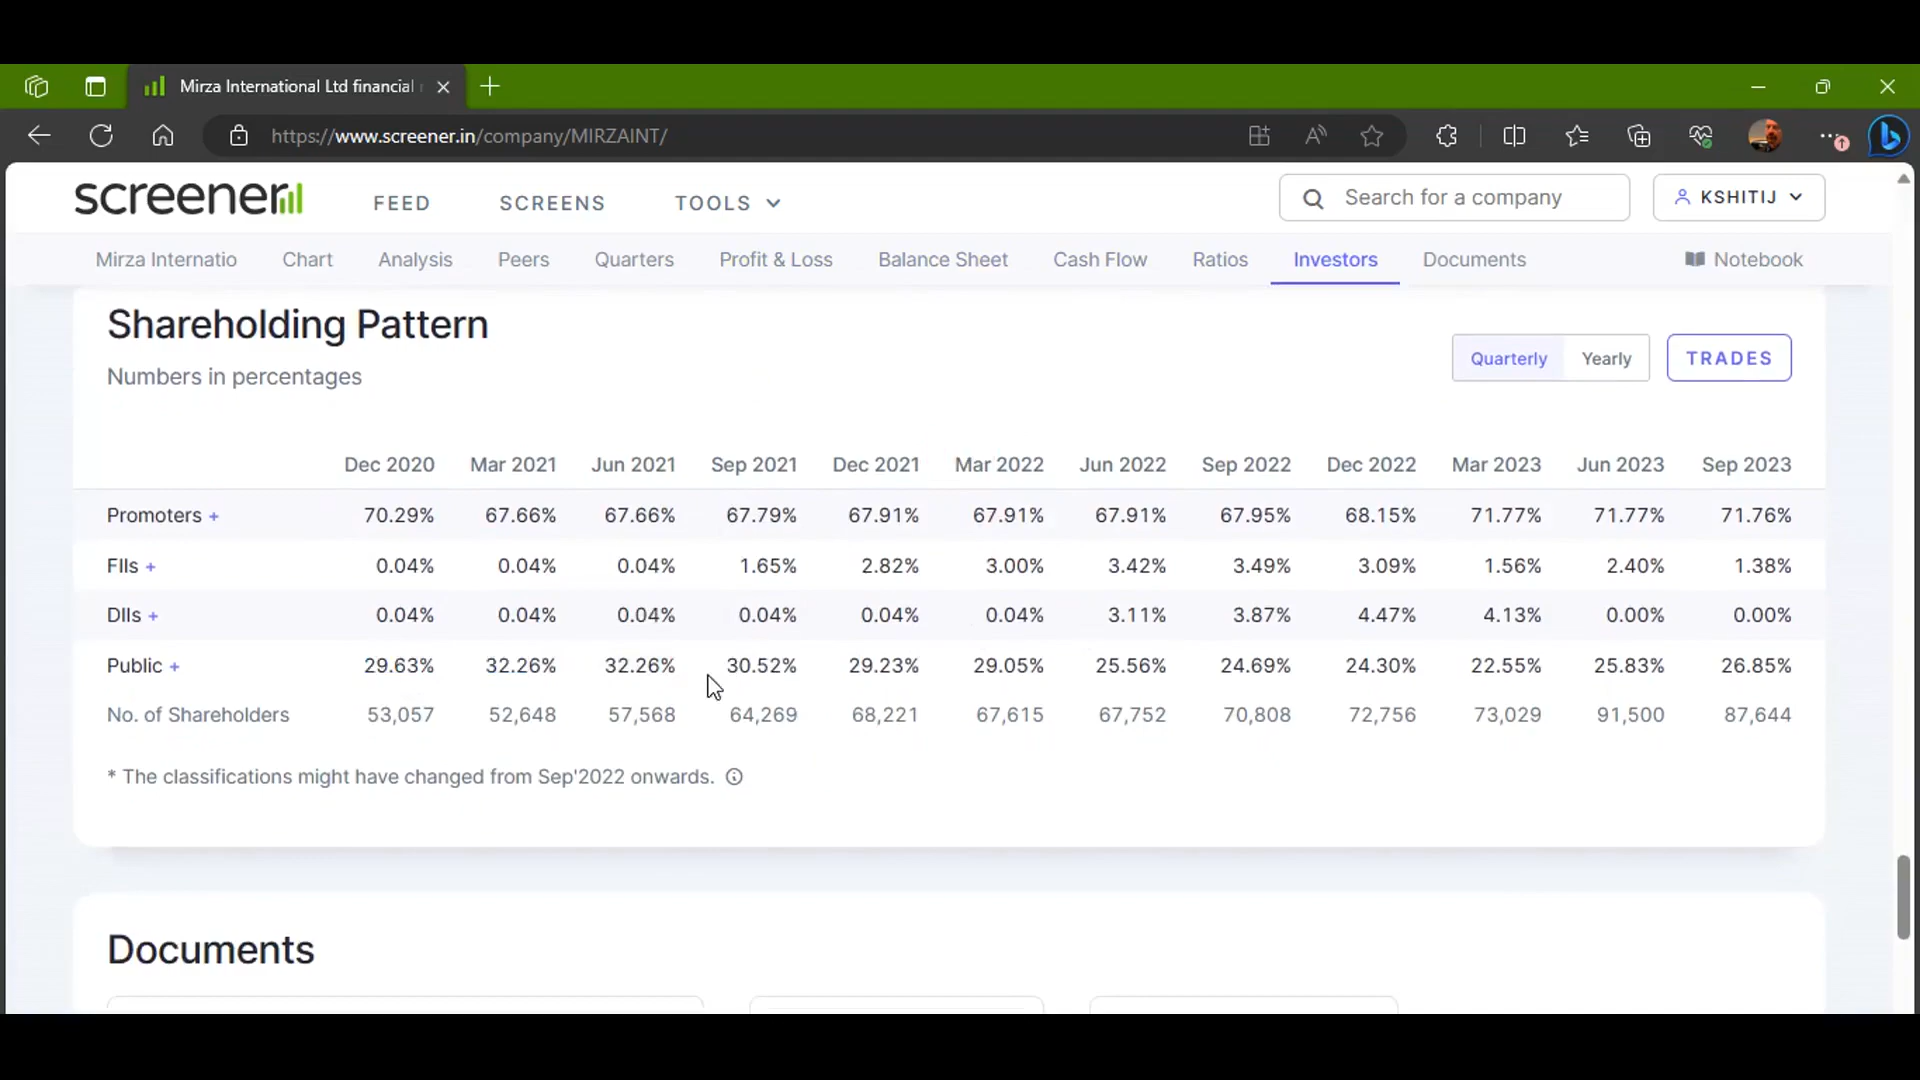 Mirza International Ltd financial
https://www.screener.in/company/MIRZAINT/
screener
FEED SCREENS TOOLS
Search for a company
KSHITIJ
Mirza Internatio Chart Analysis Peers Quarters Profit & Loss Balance Sheet Cash Flow Ratios Investors Documents Notebook
Shareholding Pattern
Numbers in percentages
Quarterly Yearly TRADES
Dec 2020 Mar 2021 Jun 2021 Sep 2021 Dec 2021 Mar 2022 Jun 2022 Sep 2022 Dec 2022 Mar 2023 Jun 2023 Sep 2023
Promoters + 70.29% 67.66% 67.66% 67.79% 67.91% 67.91% 67.91% 67.95% 68.15% 71.77% 71.77% 71.76%
FIIs + 0.04% 0.04% 0.04% 1.65% 2.82% 3.00% 3.42% 3.49% 3.09% 1.56% 2.40% 1.38%
DIIs + 0.04% 0.04% 0.04% 0.04% 0.04% 0.04% 3.11% 3.87% 4.47% 4.13% 0.00% 0.00%
Public + 29.63% 32.26% 32.26% 30.52% 29.23% 29.05% 25.56% 24.69% 24.30% 22.55% 25.83% 26.85%
No. of Shareholders 53,057 52,648 57,568 64,269 68,221 67,615 67,752 70,808 72,756 73,029 91,500 87,644
* The classifications might have changed from Sep'2022 onwards.
Documents